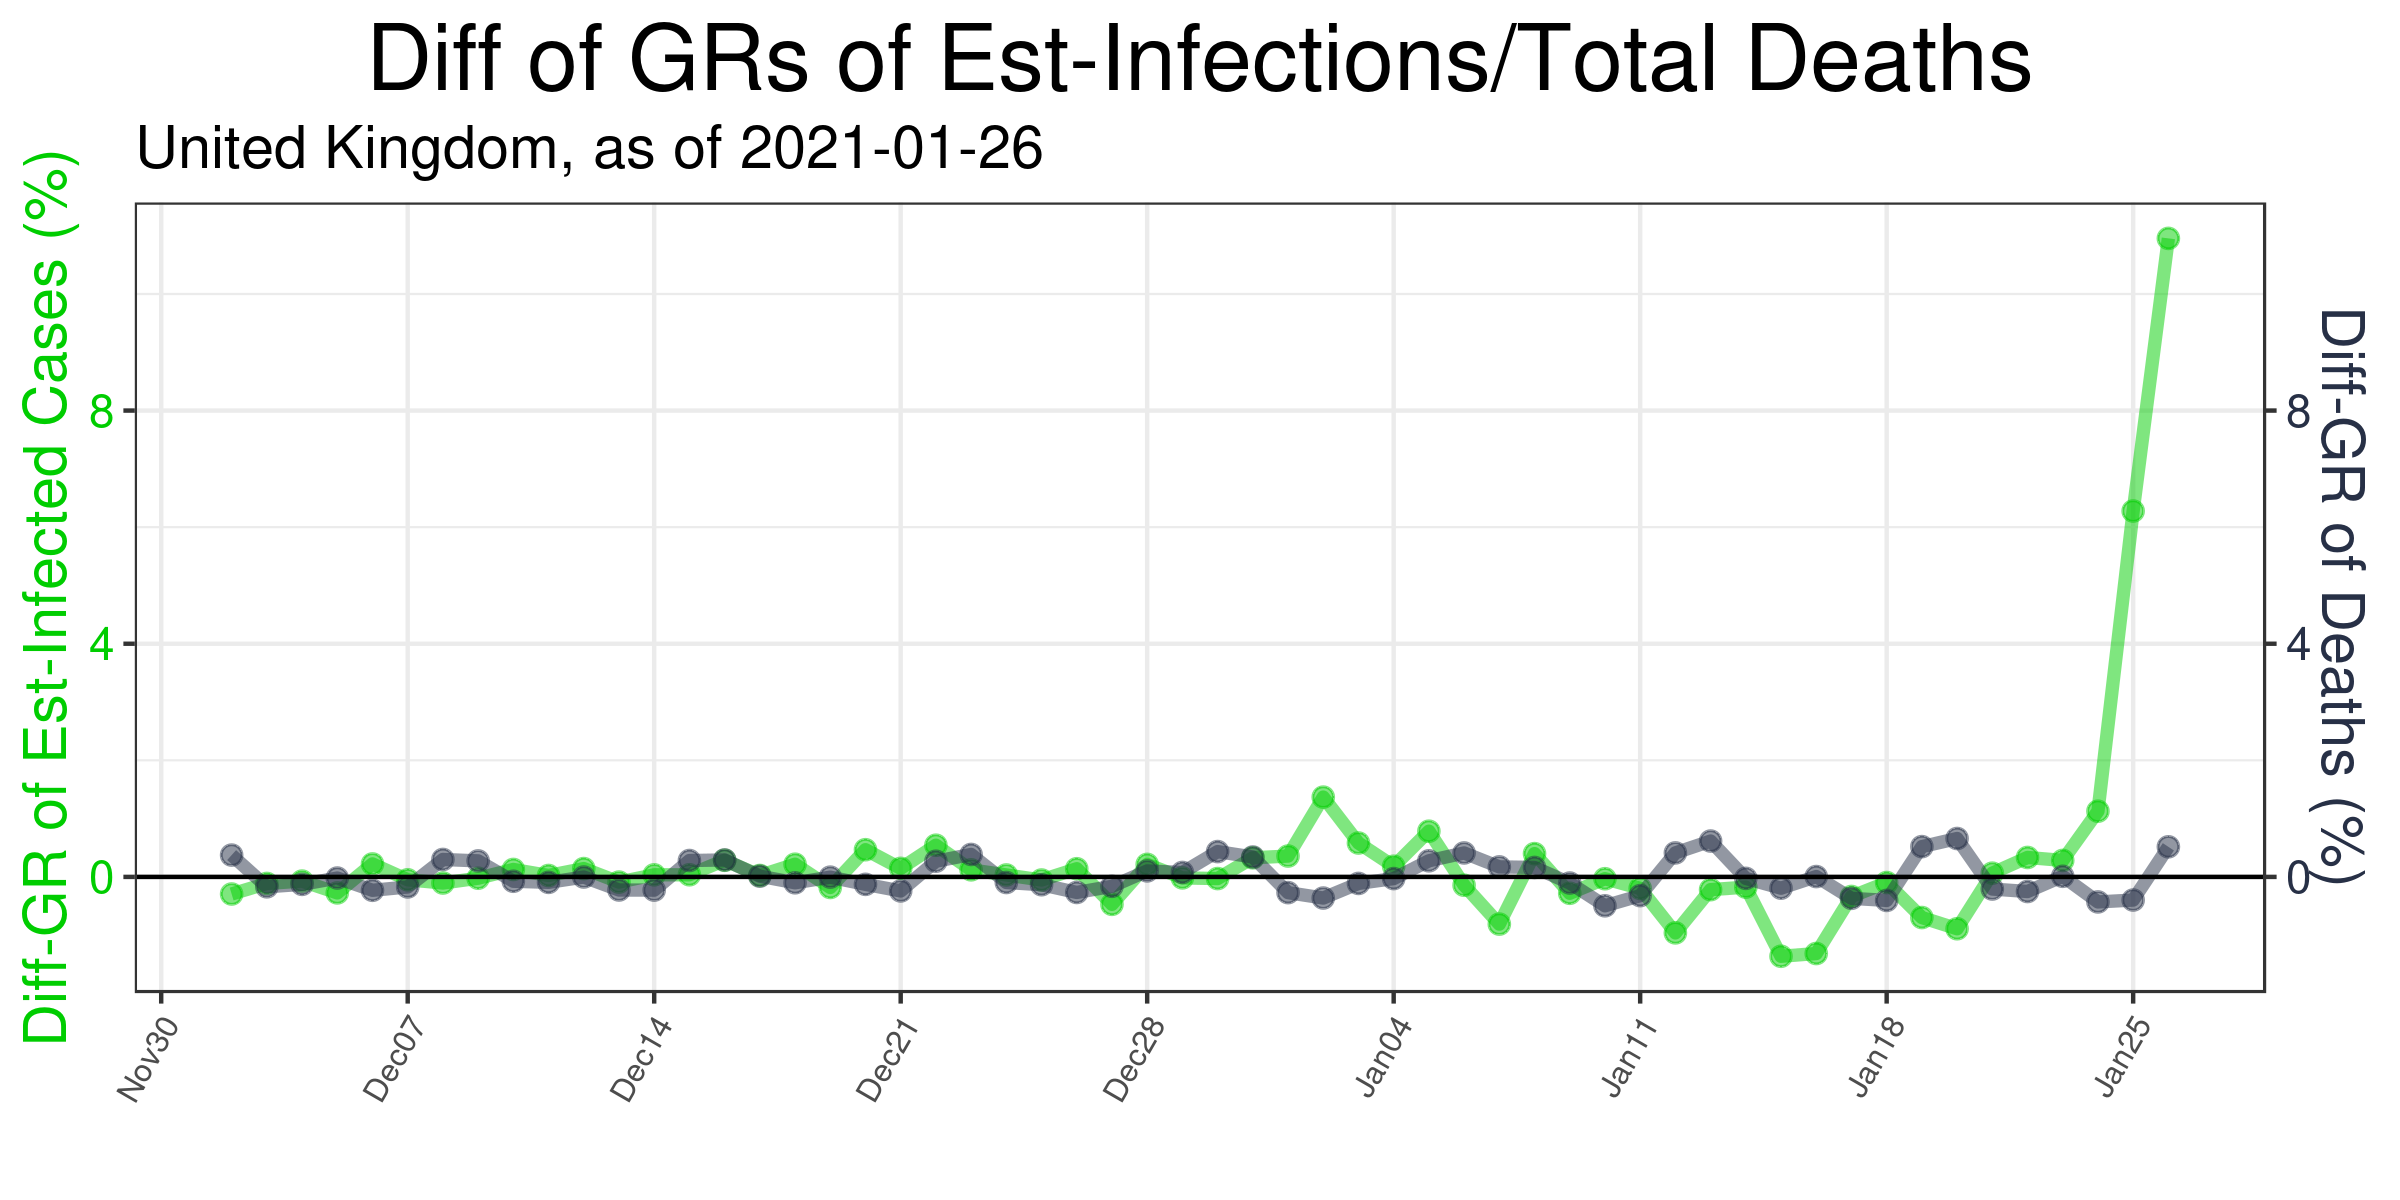 Diff of GRs of Est-Infections/Total Deaths
United Kingdom, as of 2021-01-26
Diff-GR of Est-Infected Cases (%)
8
4
0
8
4
0
Diff-GR of Deaths (%)
Nov30
Dec07
Dec14
Dec21
Dec28
Jan04
Jan11
Jan18
Jan25